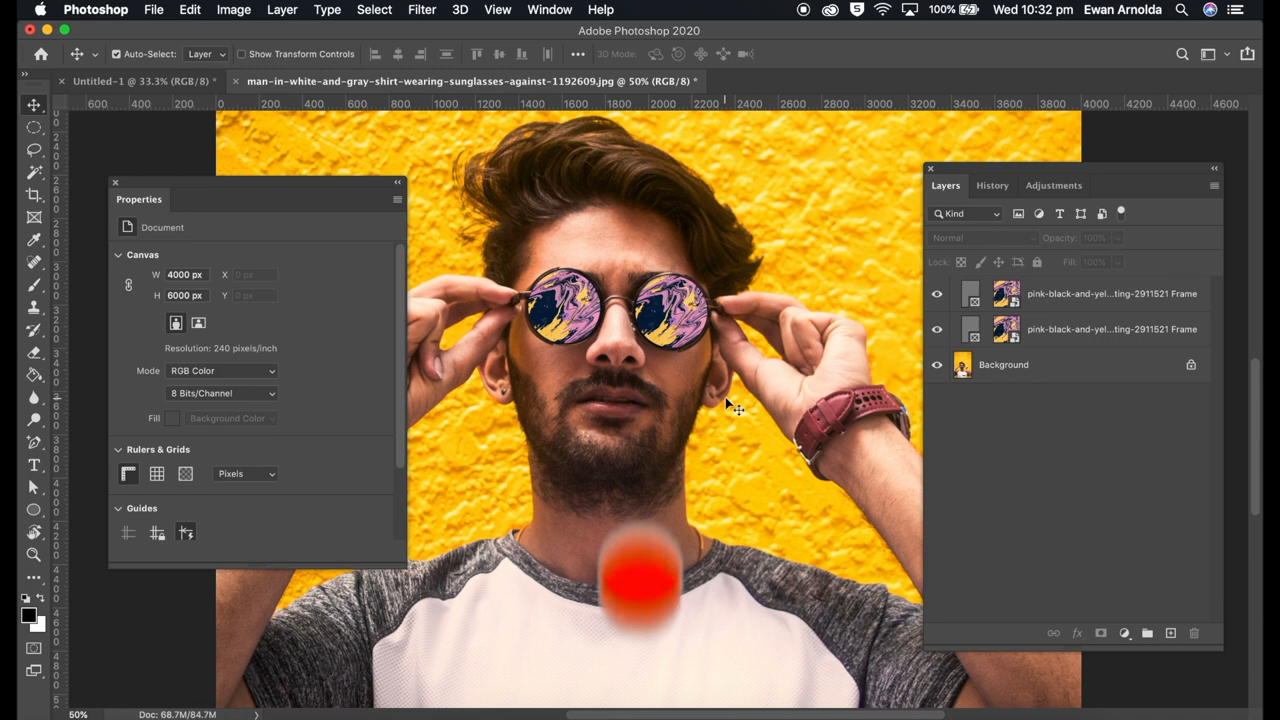 Photoshop File Edit Image Layer Type Select Filter 3D View Window Help 100% Wed 10:32 pm Ewan Arnolda
Adobe Photoshop 2020
Auto-Select: Layer Show Transform Controls 3D Mode:
Untitled-1 @ 33.3% (RGB/8) * man-in-white-and-gray-shirt-wearing-sunglasses-against-1192609.jpg @ 50% (RGB/8) *
600 400 200 0 200 400 600 800 1000 1200 1400 1600 1800 2000 2200 2400 2600 2800 3000 3200 3400 3600 3800 4000 4200 4400 4600
Properties
Document
Canvas
W 4000 px X 0 px
H 6000 px Y 0 px
Resolution: 240 pixels/inch
Mode RGB Color
8 Bits/Channel
Fill Background Color
Rulers & Grids
Pixels
Guides
Layers History Adjustments
Kind
Normal Opacity: 100%
Lock: Fill: 100%
pink-black-and-yel...ting-2911521 Frame
pink-black-and-yel...ting-2911521 Frame
Background
50% Doc: 68.7M/84.7M